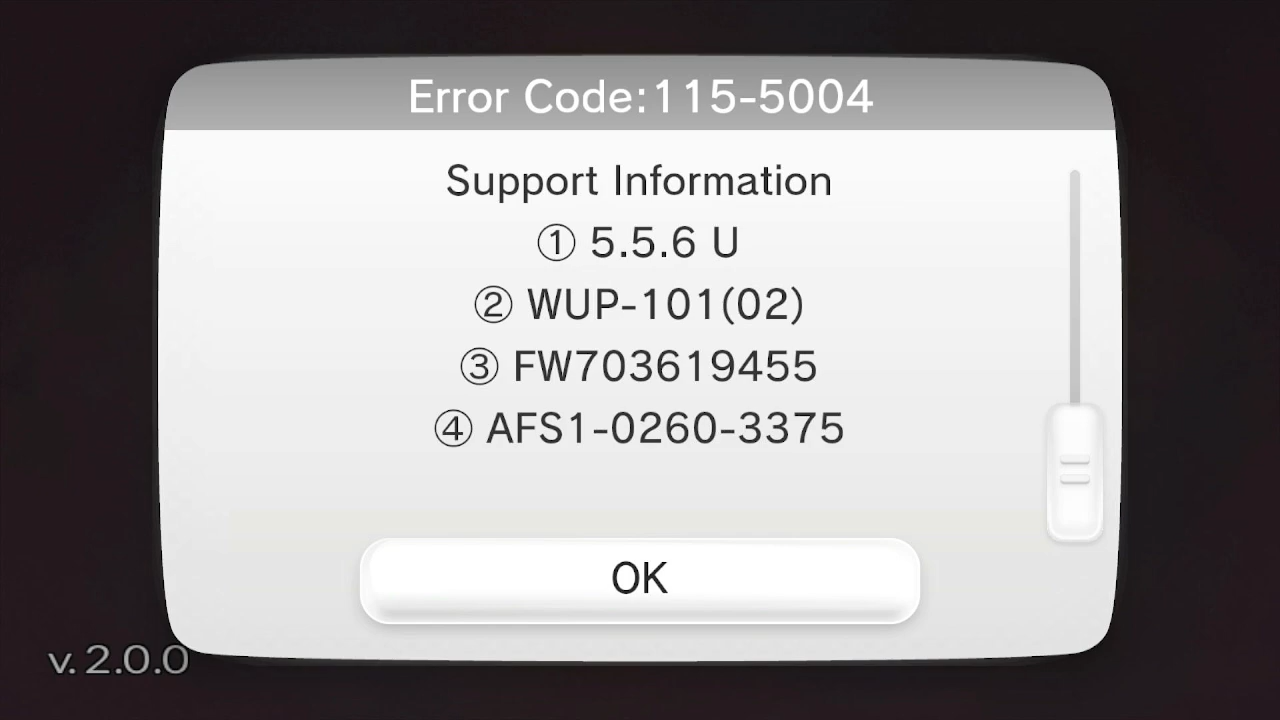 Error Code:115-5004
Support Information
① 5.5.6 U
② WUP-101(02)
③ FW703619455
④ AFS1-0260-3375
OK
v. 2.0.0